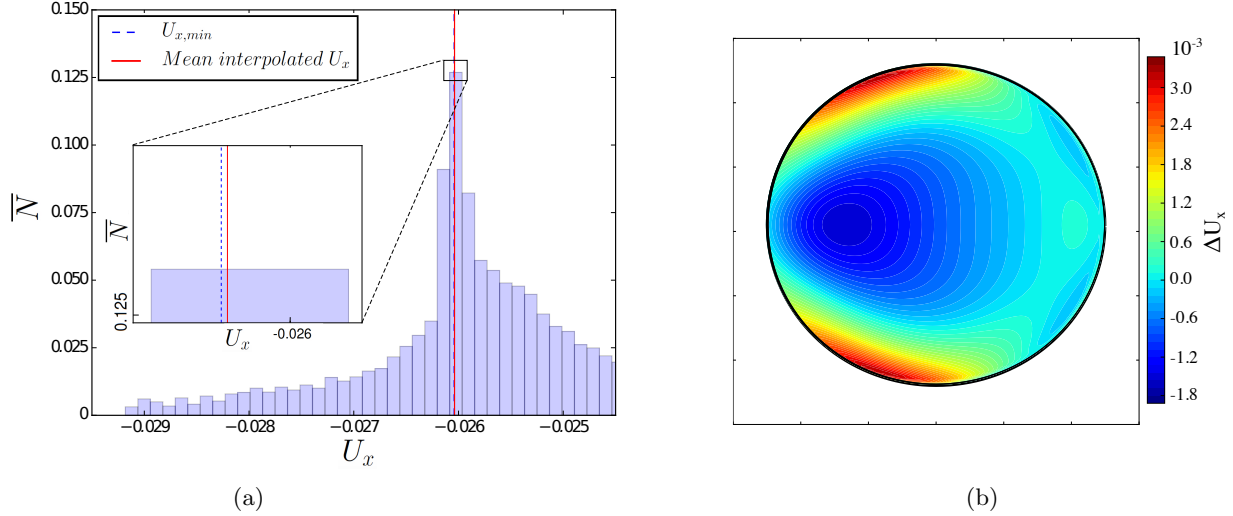 0.150
0.125
0.100
0.075
0.050
0.025
0
N
U_{x,min}
Mean interpolated U_x
N
0.125
U_x
-0.026
−0.029
−0.028
−0.027
−0.026
−0.025
U_x
(a)
10^{-3}
3.0
2.4
1.8
1.2
0.6
0.0
-0.6
-1.2
-1.8
ΔU_x
(b)